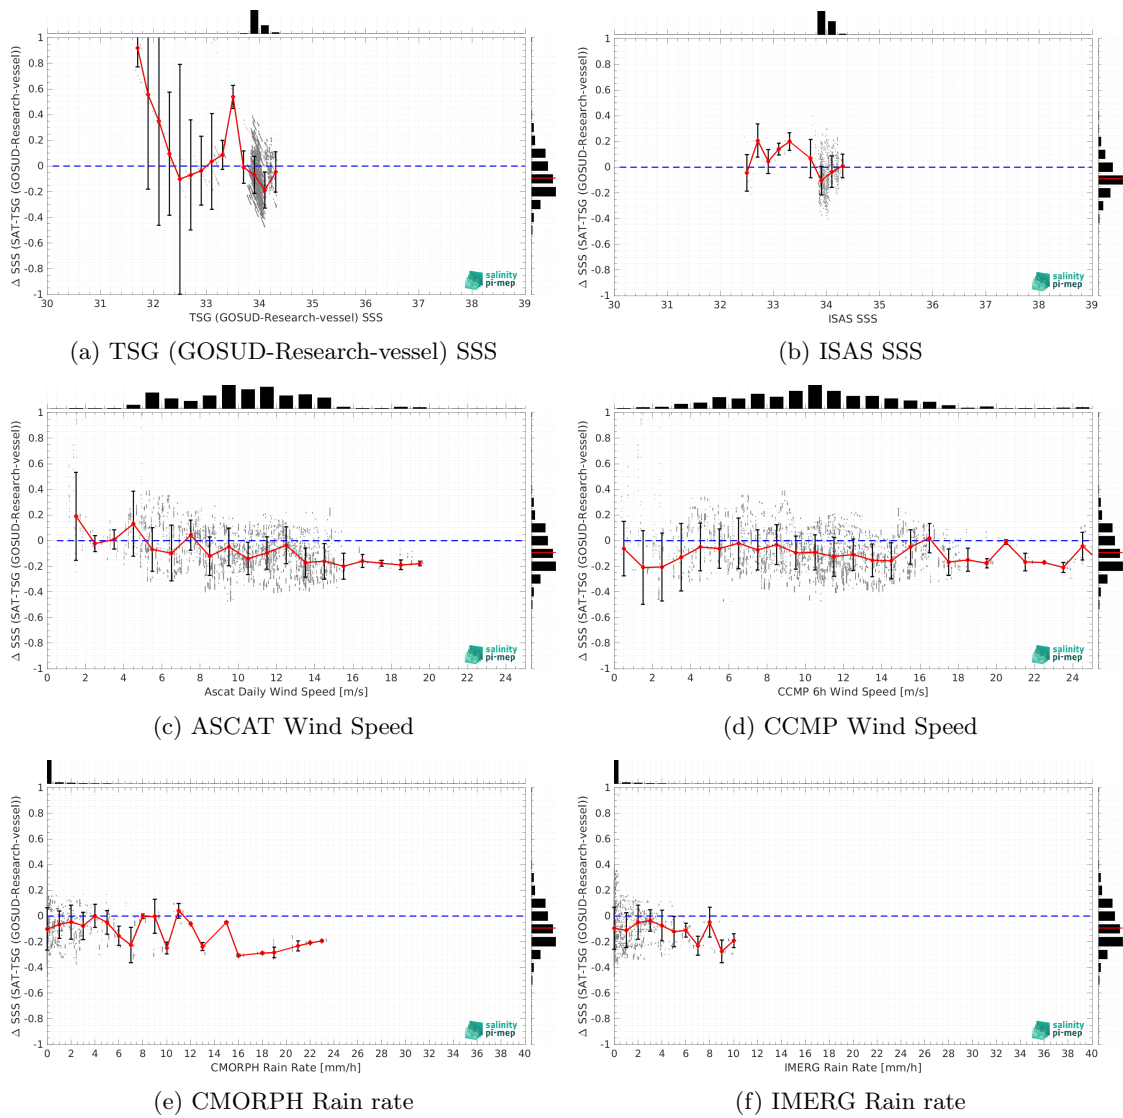 Δ SSS (SAT-TSG (GOSUD-Research-vessel))
1
0.8
0.6
0.4
0.2
0
-0.2
-0.4
-0.6
-0.8
-1
30 31 32 33 34 35 36 37 38 39
TSG (GOSUD-Research-vessel) SSS
salinity
pi-mep
(a) TSG (GOSUD-Research-vessel) SSS
Δ SSS (SAT-TSG (GOSUD-Research-vessel))
1
0.8
0.6
0.4
0.2
0
-0.2
-0.4
-0.6
-0.8
-1
30 31 32 33 34 35 36 37 38 39
ISAS SSS
salinity
pi-mep
(b) ISAS SSS
Δ SSS (SAT-TSG (GOSUD-Research-vessel))
1
0.8
0.6
0.4
0.2
0
-0.2
-0.4
-0.6
-0.8
-1
0 2 4 6 8 10 12 14 16 18 20 22 24
Ascat Daily Wind Speed [m/s]
salinity
pi-mep
(c) ASCAT Wind Speed
Δ SSS (SAT-TSG (GOSUD-Research-vessel))
1
0.8
0.6
0.4
0.2
0
-0.2
-0.4
-0.6
-0.8
-1
0 2 4 6 8 10 12 14 16 18 20 22 24
CCMP 6h Wind Speed [m/s]
salinity
pi-mep
(d) CCMP Wind Speed
Δ SSS (SAT-TSG (GOSUD-Research-vessel))
1
0.8
0.6
0.4
0.2
0
-0.2
-0.4
-0.6
-0.8
-1
0 2 4 6 8 10 12 14 16 18 20 22 24 26 28 30 32 34 36 38 40
CMORPH Rain Rate [mm/h]
salinity
pi-mep
(e) CMORPH Rain rate
Δ SSS (SAT-TSG (GOSUD-Research-vessel))
1
0.8
0.6
0.4
0.2
0
-0.2
-0.4
-0.6
-0.8
-1
0 2 4 6 8 10 12 14 16 18 20 22 24 26 28 30 32 34 36 38 40
IMERG Rain Rate [mm/h]
salinity
pi-mep
(f) IMERG Rain rate